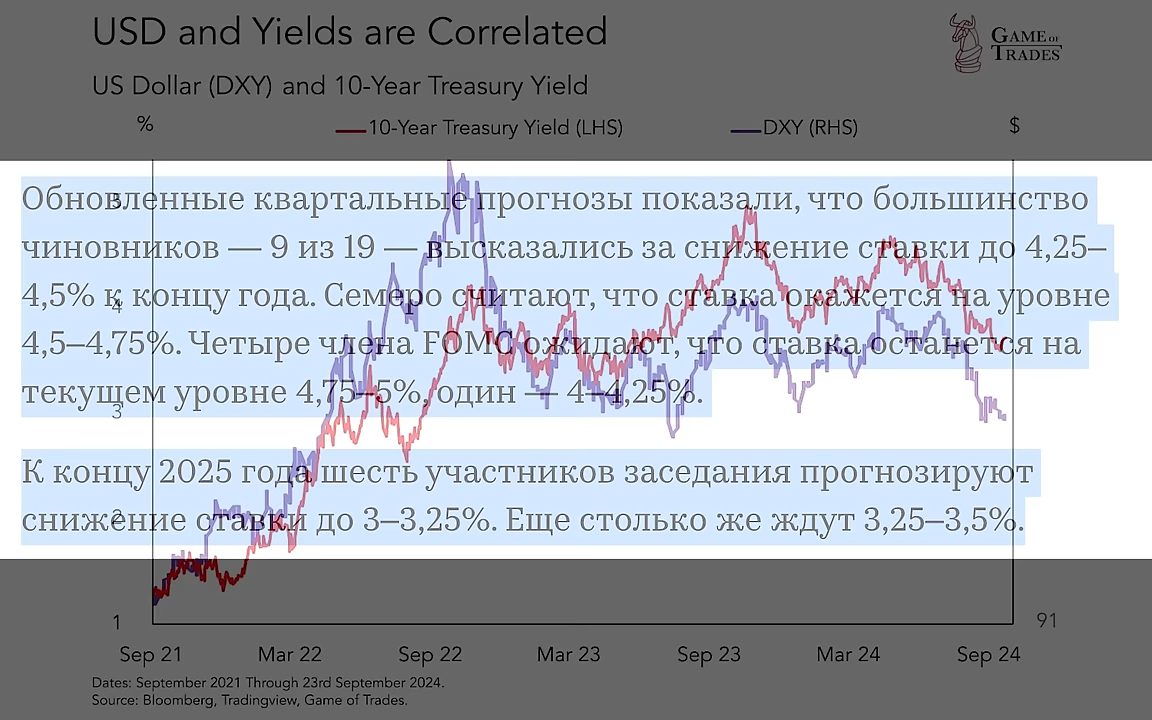 USD and Yields are Correlated
GAME OF
TRADES
US Dollar (DXY) and 10-Year Treasury Yield
%
10-Year Treasury Yield (LHS)
DXY (RHS)
$
Обновленные квартальные прогнозы показали, что большинство
чиновников — 9 из 19 — высказались за снижение ставки до 4,25–
4,5% к концу года. Семеро считают, что ставка окажется на уровне
4,5–4,75%. Четыре члена FOMC ожидают, что ставка останется на
текущем уровне 4,75–5%, один — 4–4,25%.
К концу 2025 года шесть участников заседания прогнозируют
снижение ставки до 3–3,25%. Еще столько же ждут 3,25–3,5%.
5
4
3
2
1
91
Sep 21
Mar 22
Sep 22
Mar 23
Sep 23
Mar 24
Sep 24
Dates: September 2021 Through 23rd September 2024.
Source: Bloomberg, Tradingview, Game of Trades.